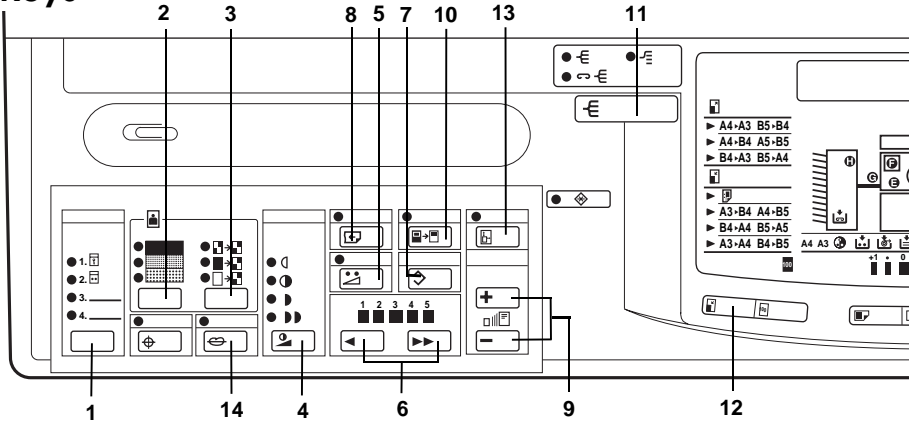 2 3 8 5 7 10 13 11
A4▸A3 B5▸B4
A4▸B4 A5▸B5
B4▸A3 B5▸A4
A3▸B4 A4▸B5
B4▸A4 B5▸A5
A3▸A4 B4▸B5
100
H
G
F
E
A4 A3
+1 • 0
1.
2.
3.
4.
1 2 3 4 5
1 14 4 6 9 12